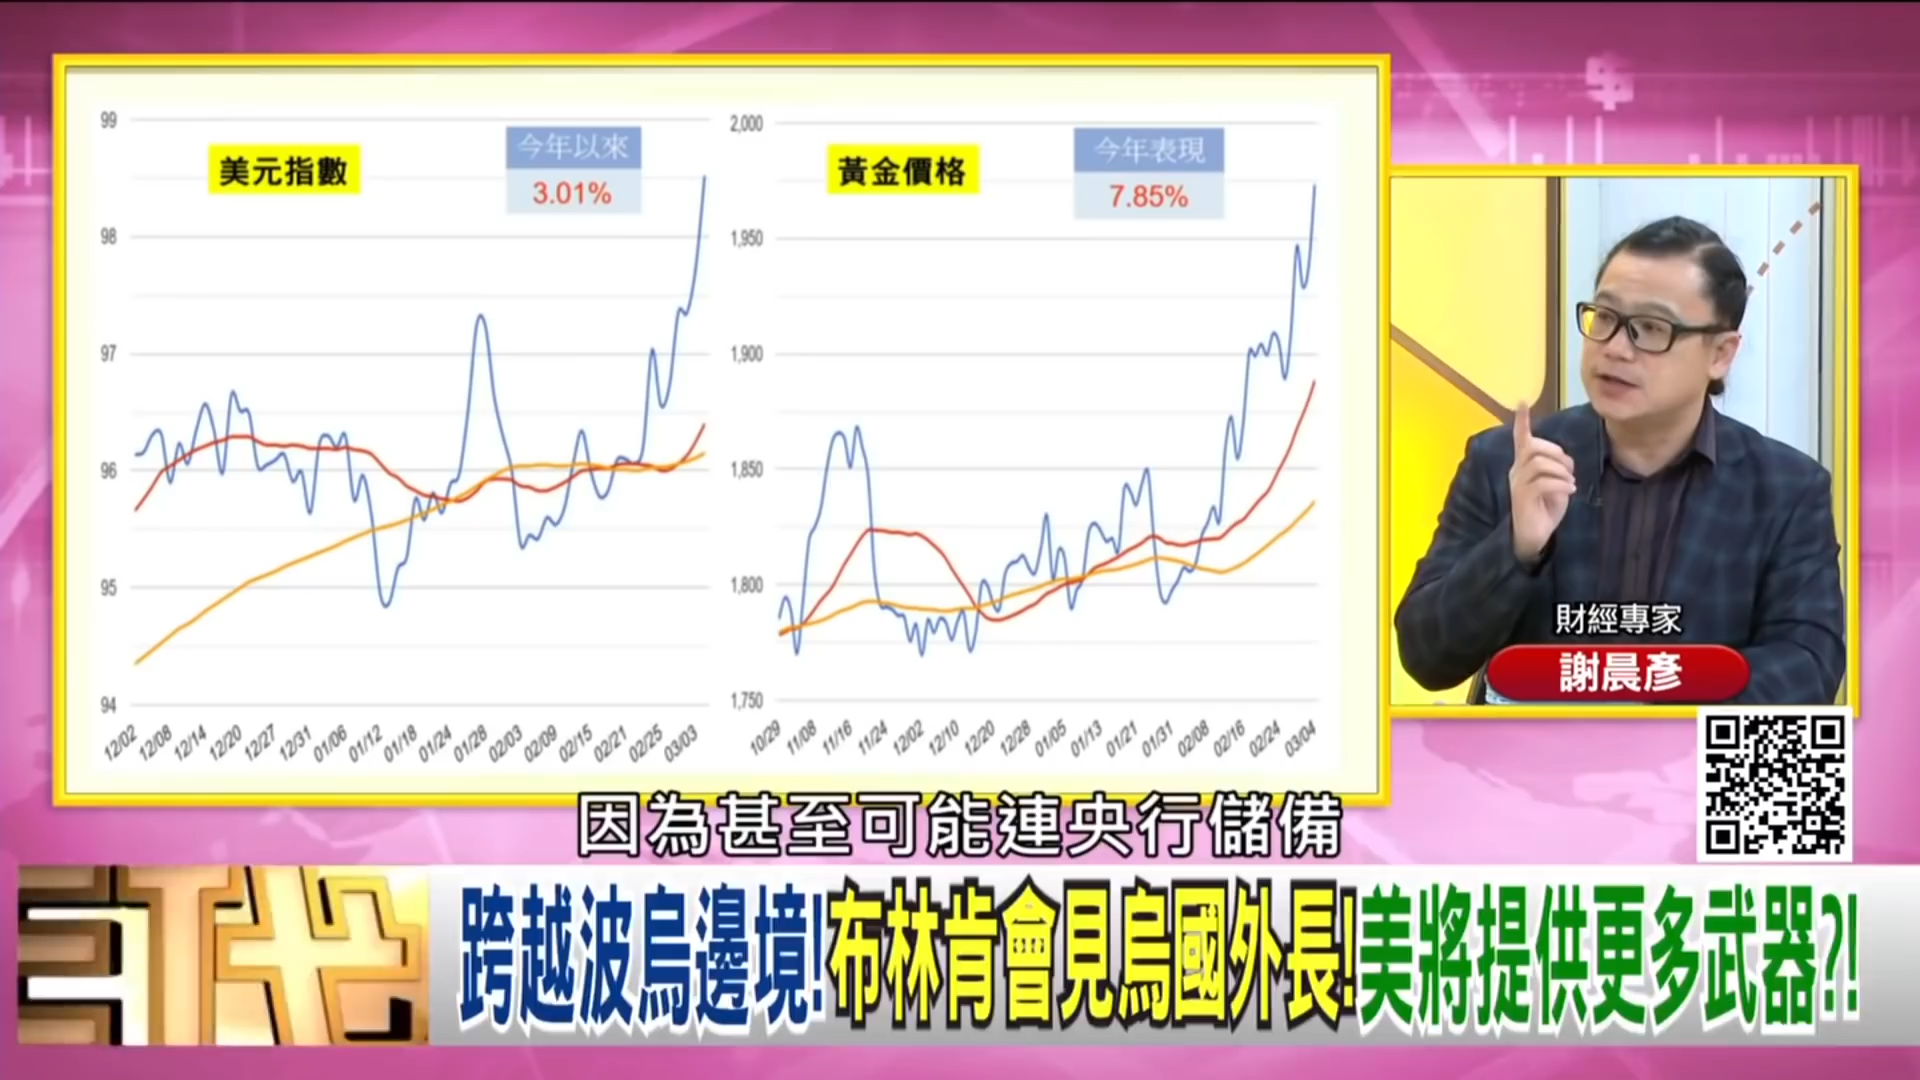 美元指數
今年以來
3.01%
99
98
97
96
95
94
12/02 12/08 12/14 12/20 12/27 12/31 01/06 01/12 01/18 01/24 01/28 02/03 02/09 02/15 02/21 02/25 03/03
黃金價格
今年表現
7.85%
2,000
1,950
1,900
1,850
1,800
1,750
10/29 11/08 11/16 11/24 12/02 12/10 12/20 12/28 01/05 01/13 01/21 01/31 02/08 02/16 02/24 03/04
財經專家
謝晨彥
因為甚至可能連央行儲備
跨越波烏邊境!布林肯會見烏國外長!美將提供更多武器?!